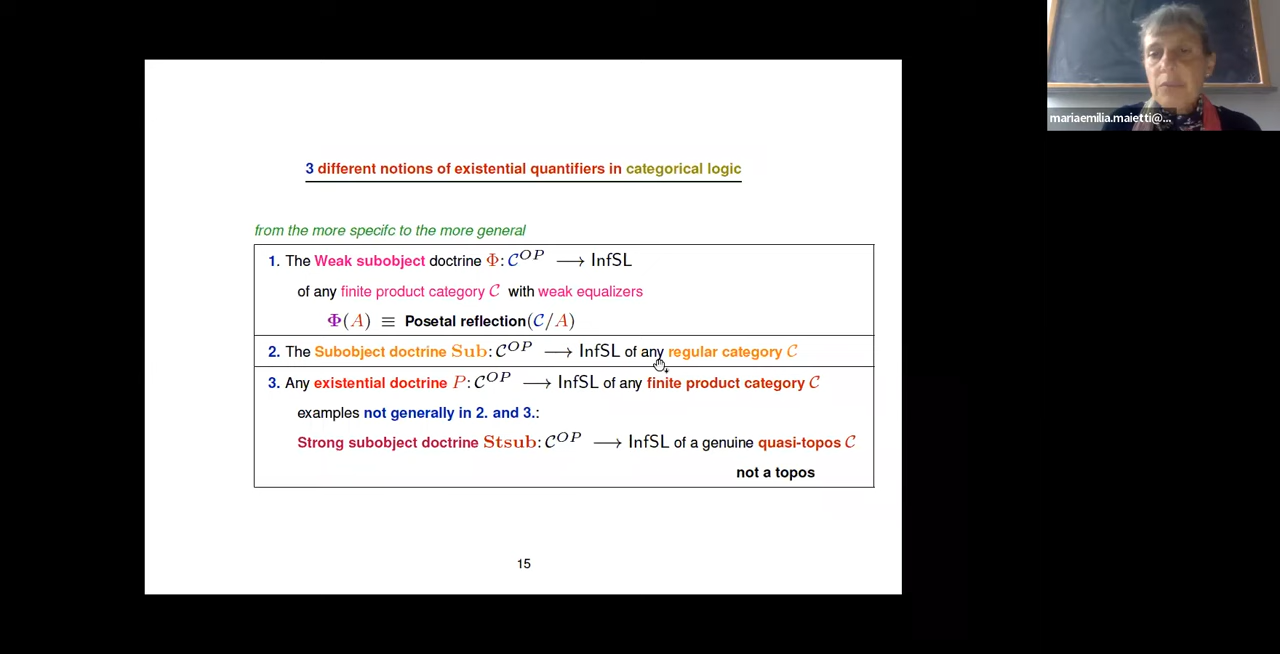 3 different notions of existential quantifiers in categorical logic
from the more specifc to the more general
1. The Weak subobject doctrine Φ: 𝒞^OP ⟶ InfSL
of any finite product category 𝒞 with weak equalizers
Φ(A) ≡ Posetal reflection(𝒞/A)
2. The Subobject doctrine Sub: 𝒞^OP ⟶ InfSL of any regular category 𝒞
3. Any existential doctrine P: 𝒞^OP ⟶ InfSL of any finite product category 𝒞
examples not generally in 2. and 3.:
Strong subobject doctrine Stsub: 𝒞^OP ⟶ InfSL of a genuine quasi-topos 𝒞
not a topos
15
mariaemilia.maietti@...